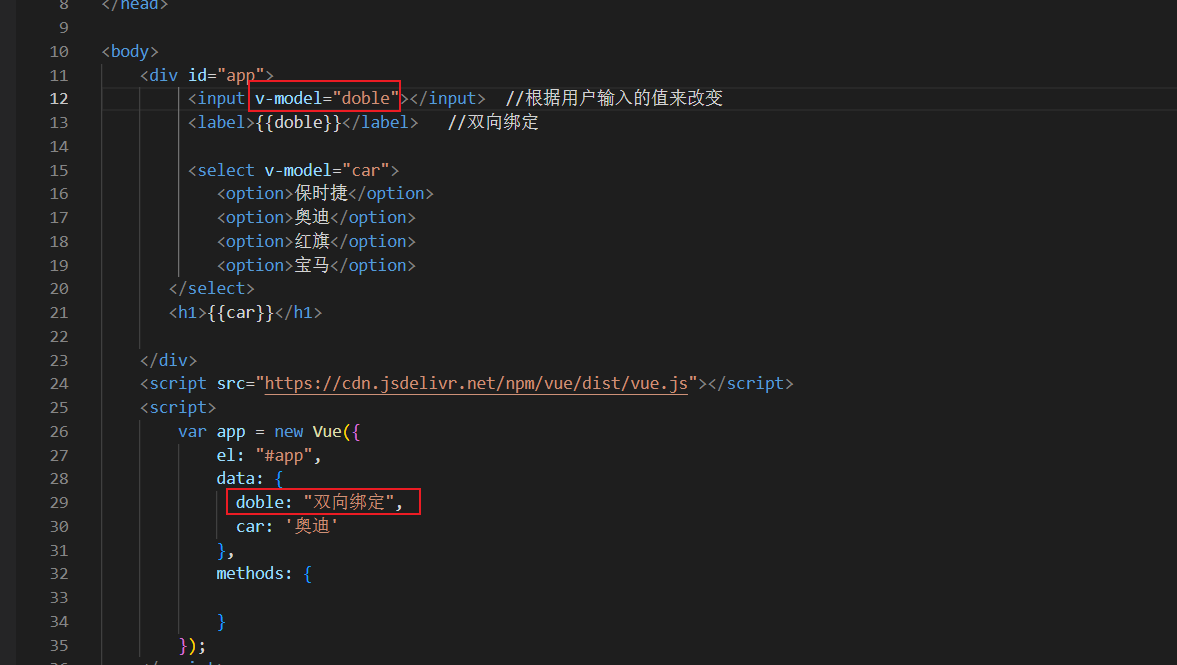 8 </head>
9
10 <body>
11 <div id="app">
12 <input v-model="doble"></input> //根据用户输入的值来改变
13 <label>{{doble}}</label> //双向绑定
14
15 <select v-model="car">
16 <option>保时捷</option>
17 <option>奥迪</option>
18 <option>红旗</option>
19 <option>宝马</option>
20 </select>
21 <h1>{{car}}</h1>
22
23 </div>
24 <script src="https://cdn.jsdelivr.net/npm/vue/dist/vue.js"></script>
25 <script>
26 var app = new Vue({
27 el: "#app",
28 data: {
29 doble: "双向绑定",
30 car: '奥迪'
31 },
32 methods: {
33
34 }
35 });